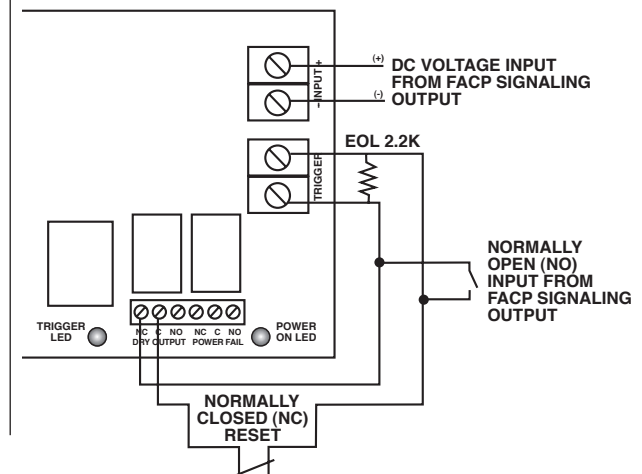 (+)
DC VOLTAGE INPUT
FROM FACP SIGNALING
(-)
OUTPUT
– INPUT +
EOL 2.2K
TRIGGER
NORMALLY
OPEN (NO)
INPUT FROM
FACP SIGNALING
OUTPUT
TRIGGER
LED
NC C NO NC C NO
DRY OUTPUT POWER FAIL
POWER
ON LED
NORMALLY
CLOSED (NC)
RESET